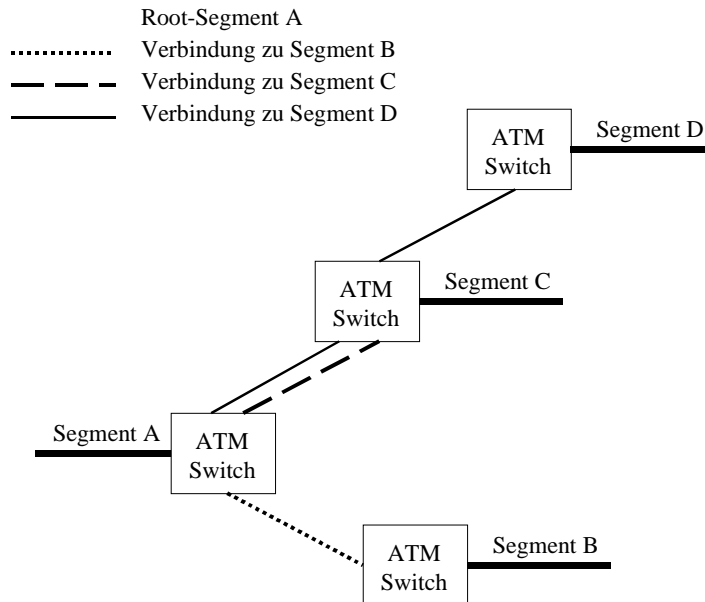 Root-Segment A
Verbindung zu Segment B
Verbindung zu Segment C
Verbindung zu Segment D
Segment D
ATM
Switch
Segment C
ATM
Switch
Segment A
ATM
Switch
Segment B
ATM
Switch